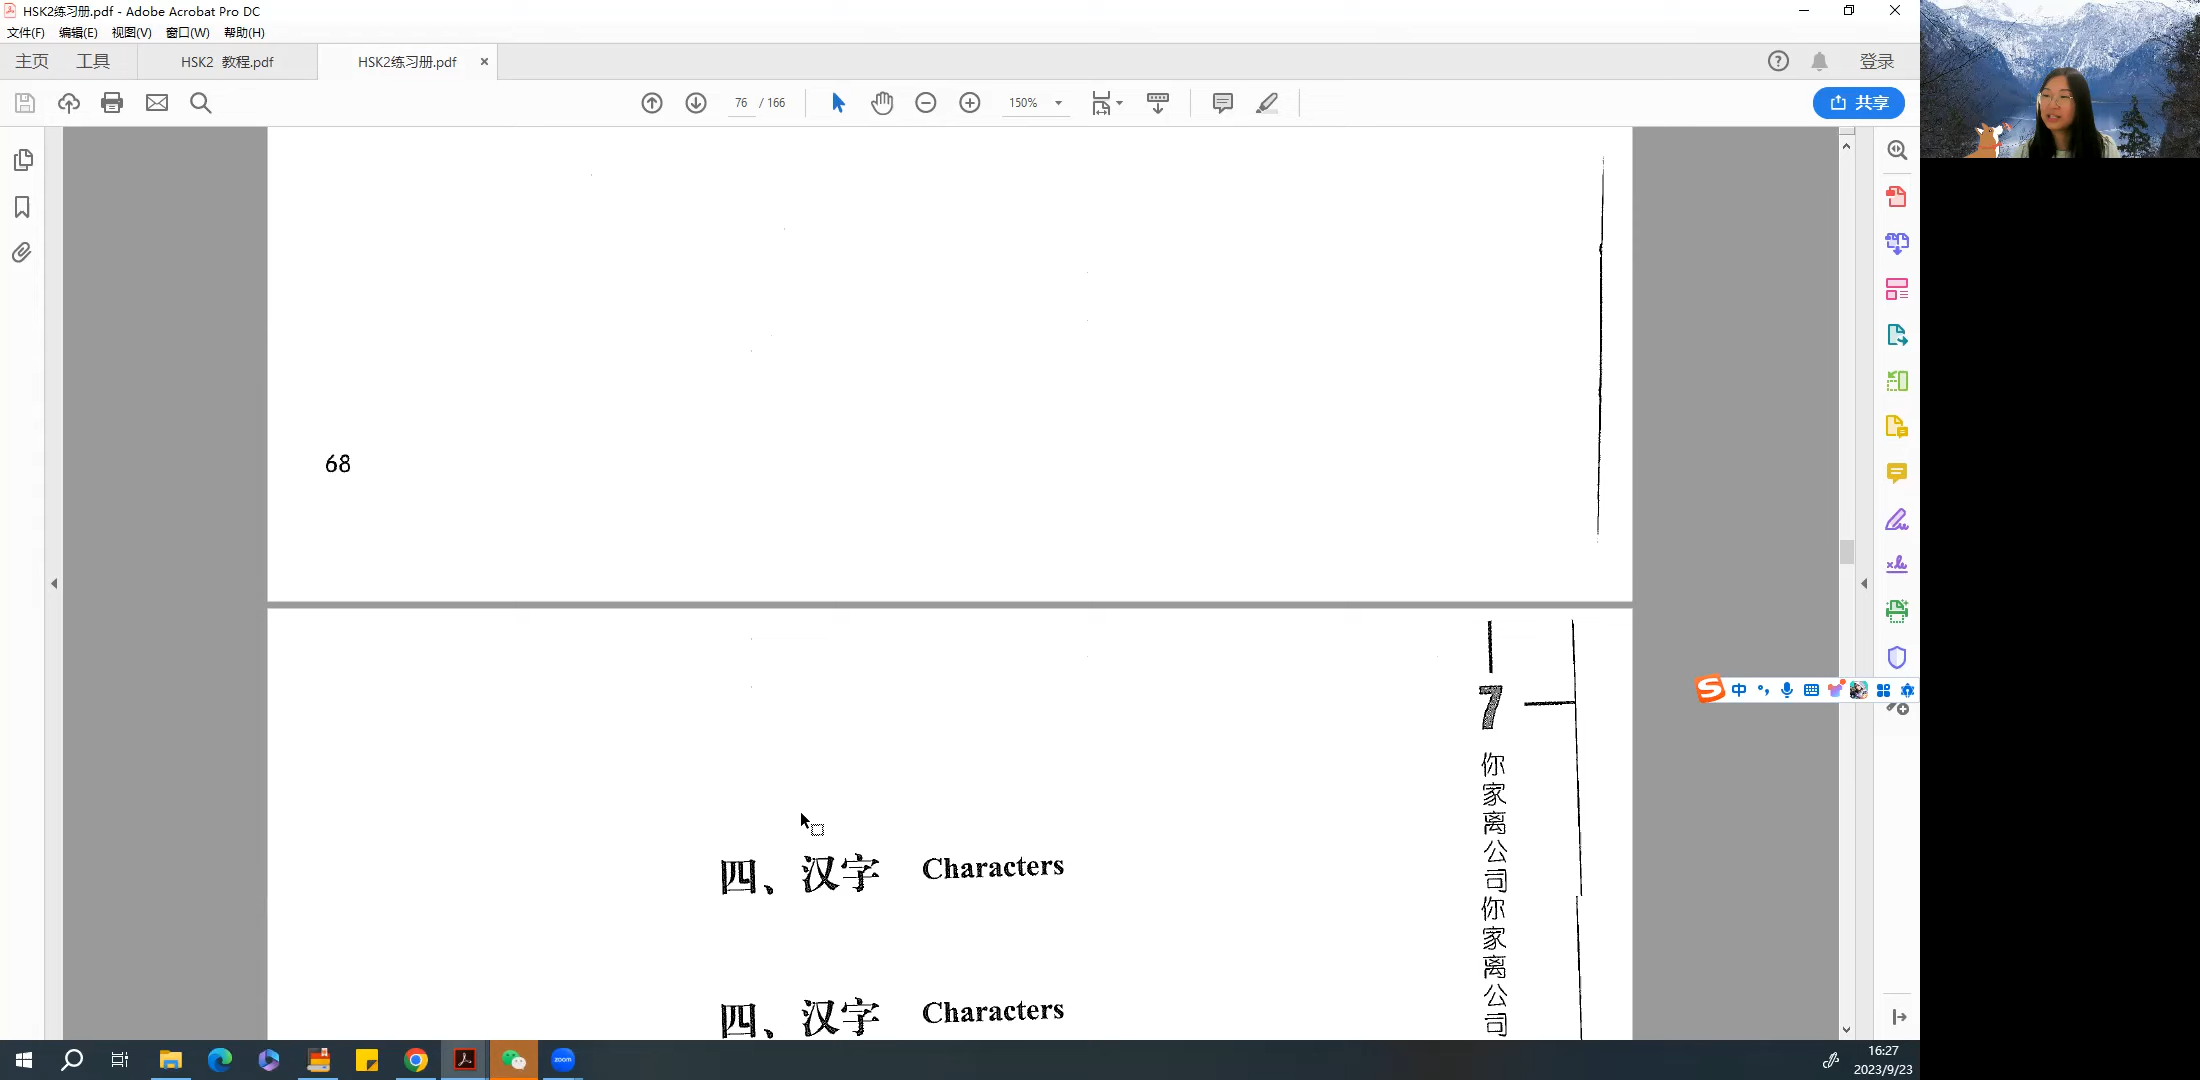 HSK2练习册.pdf - Adobe Acrobat Pro DC
文件(F) 编辑(E) 视图(V) 窗口(W) 帮助(H)
主页 工具 HSK2 教程.pdf HSK2练习册.pdf × 登录
76 / 166 150% 共享
68
7
你家离公司你家离公司
四、汉字 Characters
四、汉字 Characters
中
zoom
16:27
2023/9/23